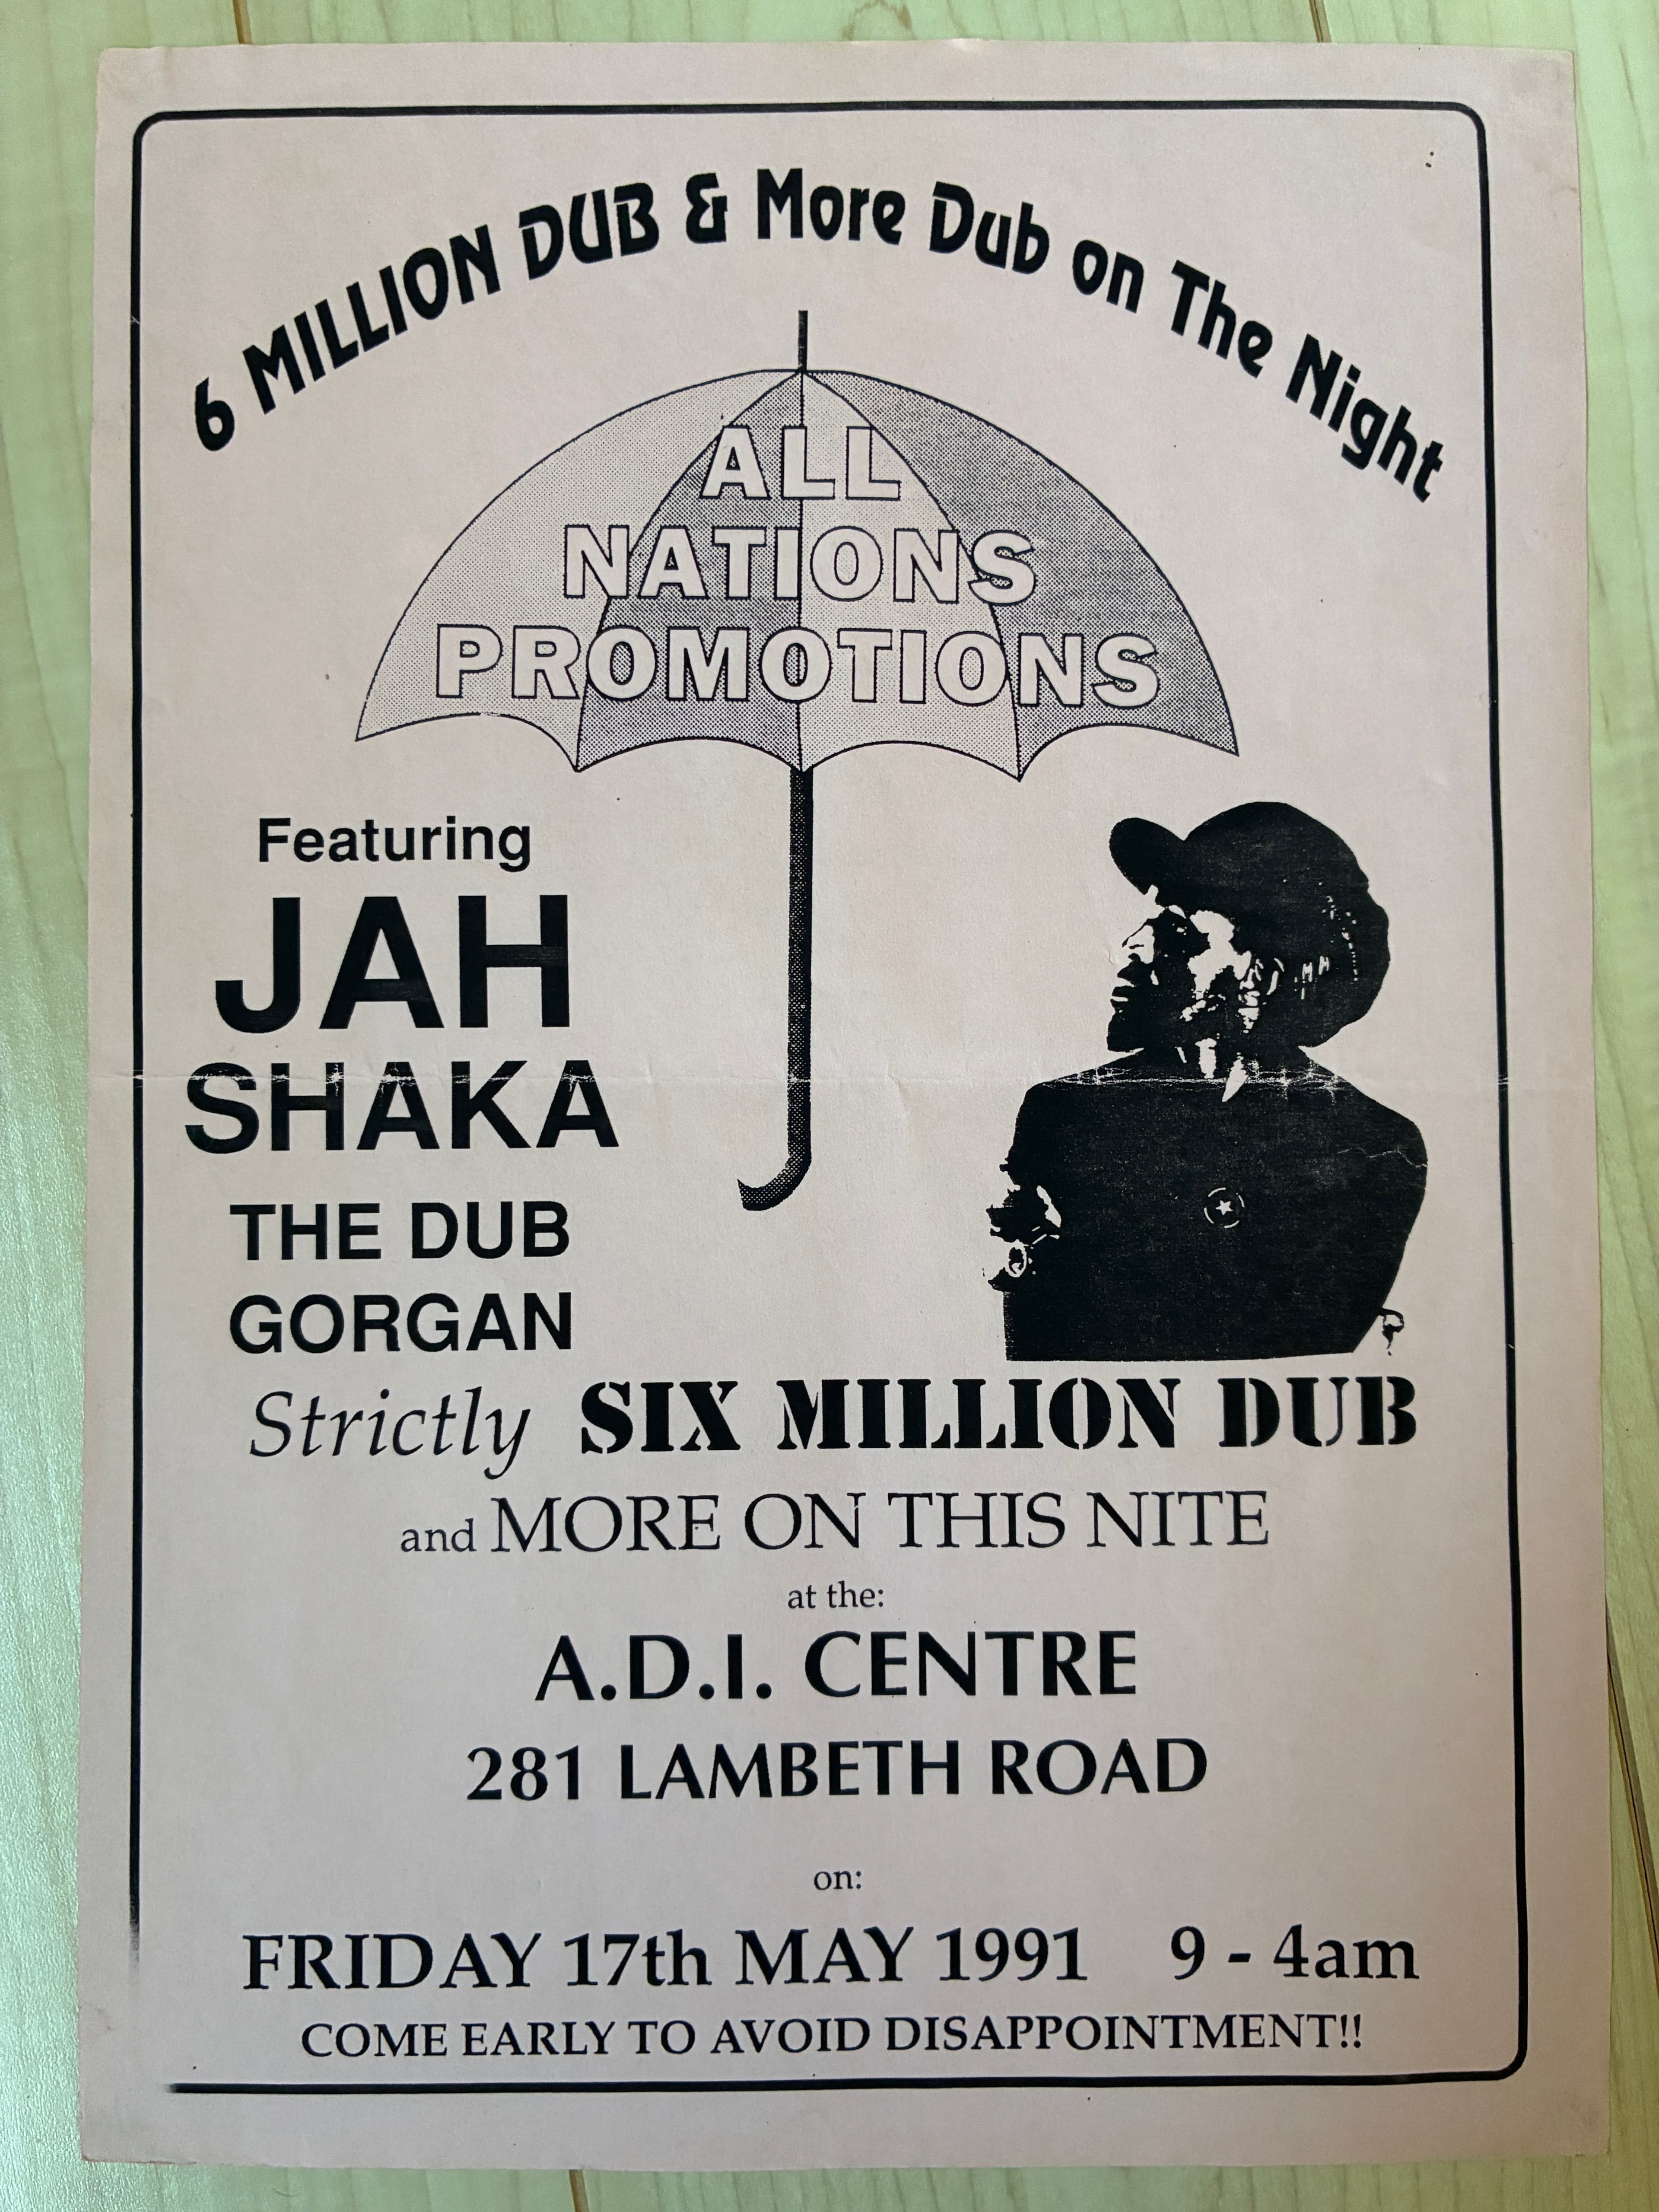 6 MILLION DUB & More Dub on The Night
ALL
NATIONS
PROMOTIONS
Featuring
JAH
SHAKA
THE DUB
GORGAN
Strictly SIX MILLION DUB
and MORE ON THIS NITE
at the:
A.D.I. CENTRE
281 LAMBETH ROAD
on:
FRIDAY 17th MAY 1991 9 - 4am
COME EARLY TO AVOID DISAPPOINTMENT!!